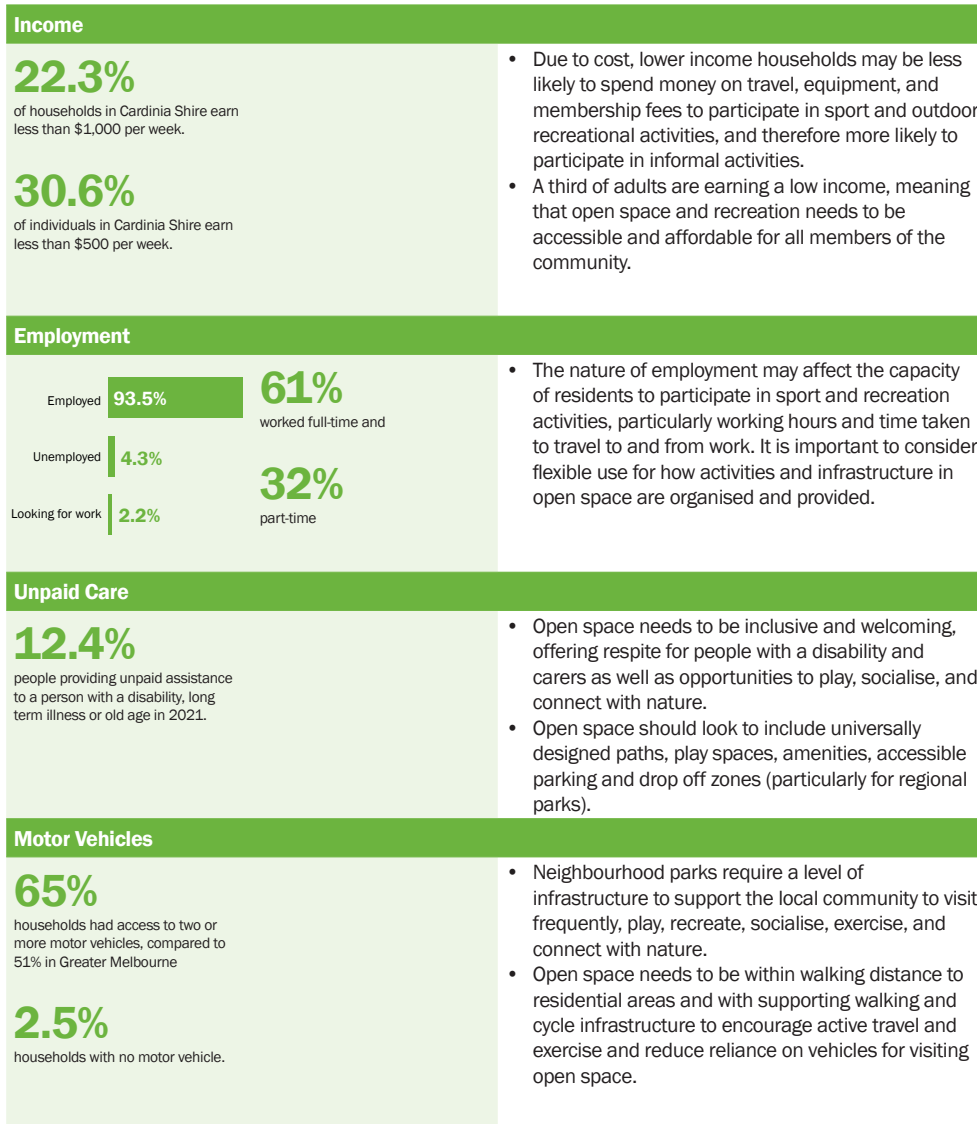 Income
22.3%
of households in Cardinia Shire earn
less than $1,000 per week.
30.6%
of individuals in Cardinia Shire earn
less than $500 per week.
• Due to cost, lower income households may be less
likely to spend money on travel, equipment, and
membership fees to participate in sport and outdoor
recreational activities, and therefore more likely to
participate in informal activities.
• A third of adults are earning a low income, meaning
that open space and recreation needs to be
accessible and affordable for all members of the
community.
Employment
Employed 93.5%
Unemployed 4.3%
Looking for work 2.2%
61%
worked full-time and
32%
part-time
• The nature of employment may affect the capacity
of residents to participate in sport and recreation
activities, particularly working hours and time taken
to travel to and from work. It is important to consider
flexible use for how activities and infrastructure in
open space are organised and provided.
Unpaid Care
12.4%
people providing unpaid assistance
to a person with a disability, long
term illness or old age in 2021.
• Open space needs to be inclusive and welcoming,
offering respite for people with a disability and
carers as well as opportunities to play, socialise, and
connect with nature.
• Open space should look to include universally
designed paths, play spaces, amenities, accessible
parking and drop off zones (particularly for regional
parks).
Motor Vehicles
65%
households had access to two or
more motor vehicles, compared to
51% in Greater Melbourne
2.5%
households with no motor vehicle.
• Neighbourhood parks require a level of
infrastructure to support the local community to visit
frequently, play, recreate, socialise, exercise, and
connect with nature.
• Open space needs to be within walking distance to
residential areas and with supporting walking and
cycle infrastructure to encourage active travel and
exercise and reduce reliance on vehicles for visiting
open space.